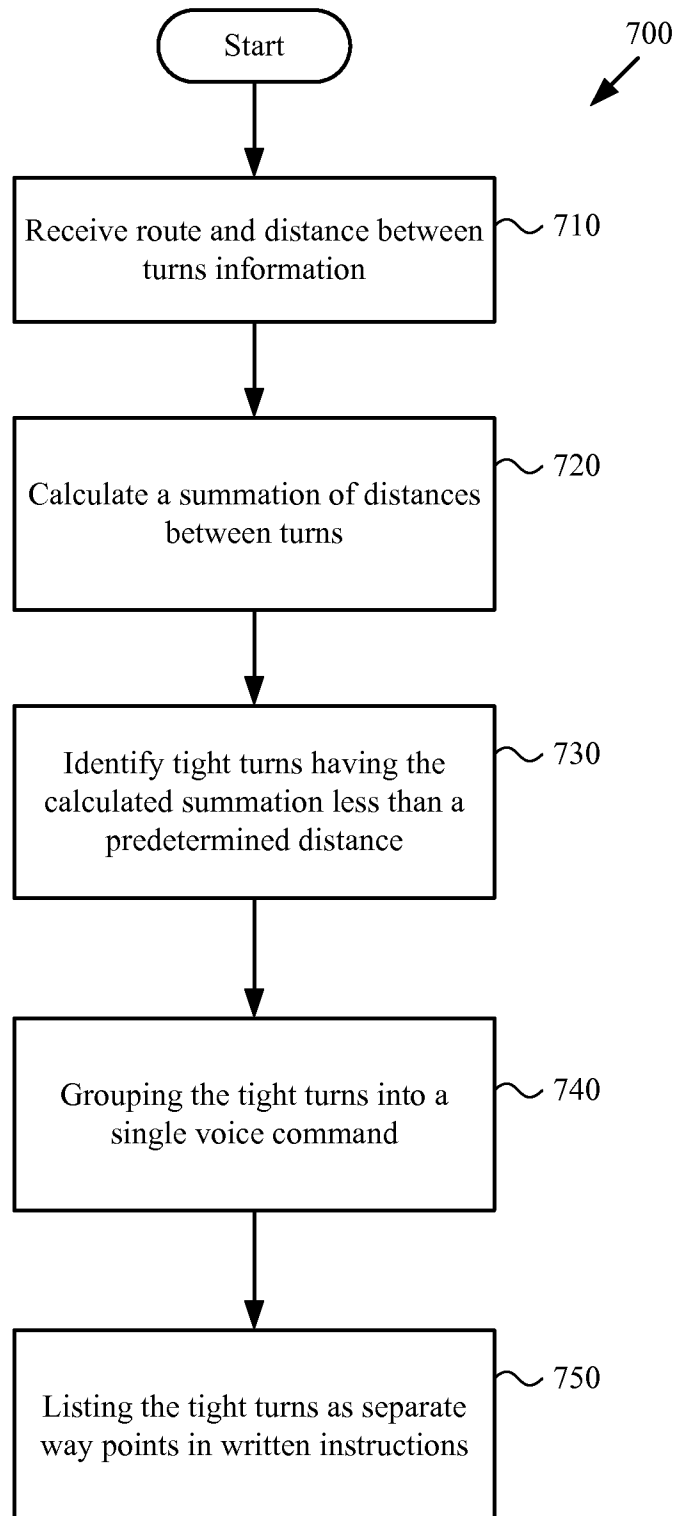 Start
700
Receive route and distance between
turns information
710
Calculate a summation of distances
between turns
720
Identify tight turns having the
calculated summation less than a
predetermined distance
730
Grouping the tight turns into a
single voice command
740
Listing the tight turns as separate
way points in written instructions
750